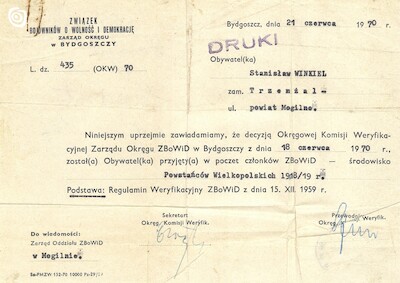 ZWIĄZEK
BOJOWNIKÓW O WOLNOŚĆ I DEMOKRACJĘ
ZARZĄD OKRĘGU
w BYDGOSZCZY
Bydgoszcz, dnia 21 czerwca 1970 r.
DRUKI
L. dz. 435 (OKW) 70
Obywatel(ka)
Stanisław WINKIEL
zam. Trzemżal
ul. powiat Mogilno.
Niniejszym uprzejmie zawiadamiamy, że decyzją Okręgowej Komisji Weryfika-
cyjnej Zarządu Okręgu ZBoWiD w Bydgoszczy z dnia 18 czerwca 1970 r.,
został(a) Obywatel(ka) przyjęty(a) w poczet członków ZBoWiD — środowiska
Powstańców Wielkopolskich 1918/19 r.
Podstawa: Regulamin Weryfikacyjny ZBoWiD z dnia 15. XII. 1959 r.
Sekretarz
Okręg. Komisji Weryfik.
Przewodniczący
Okręg. Weryfik.
Do wiadomości:
Zarząd Oddziału ZBoWiD
w Mogilnie